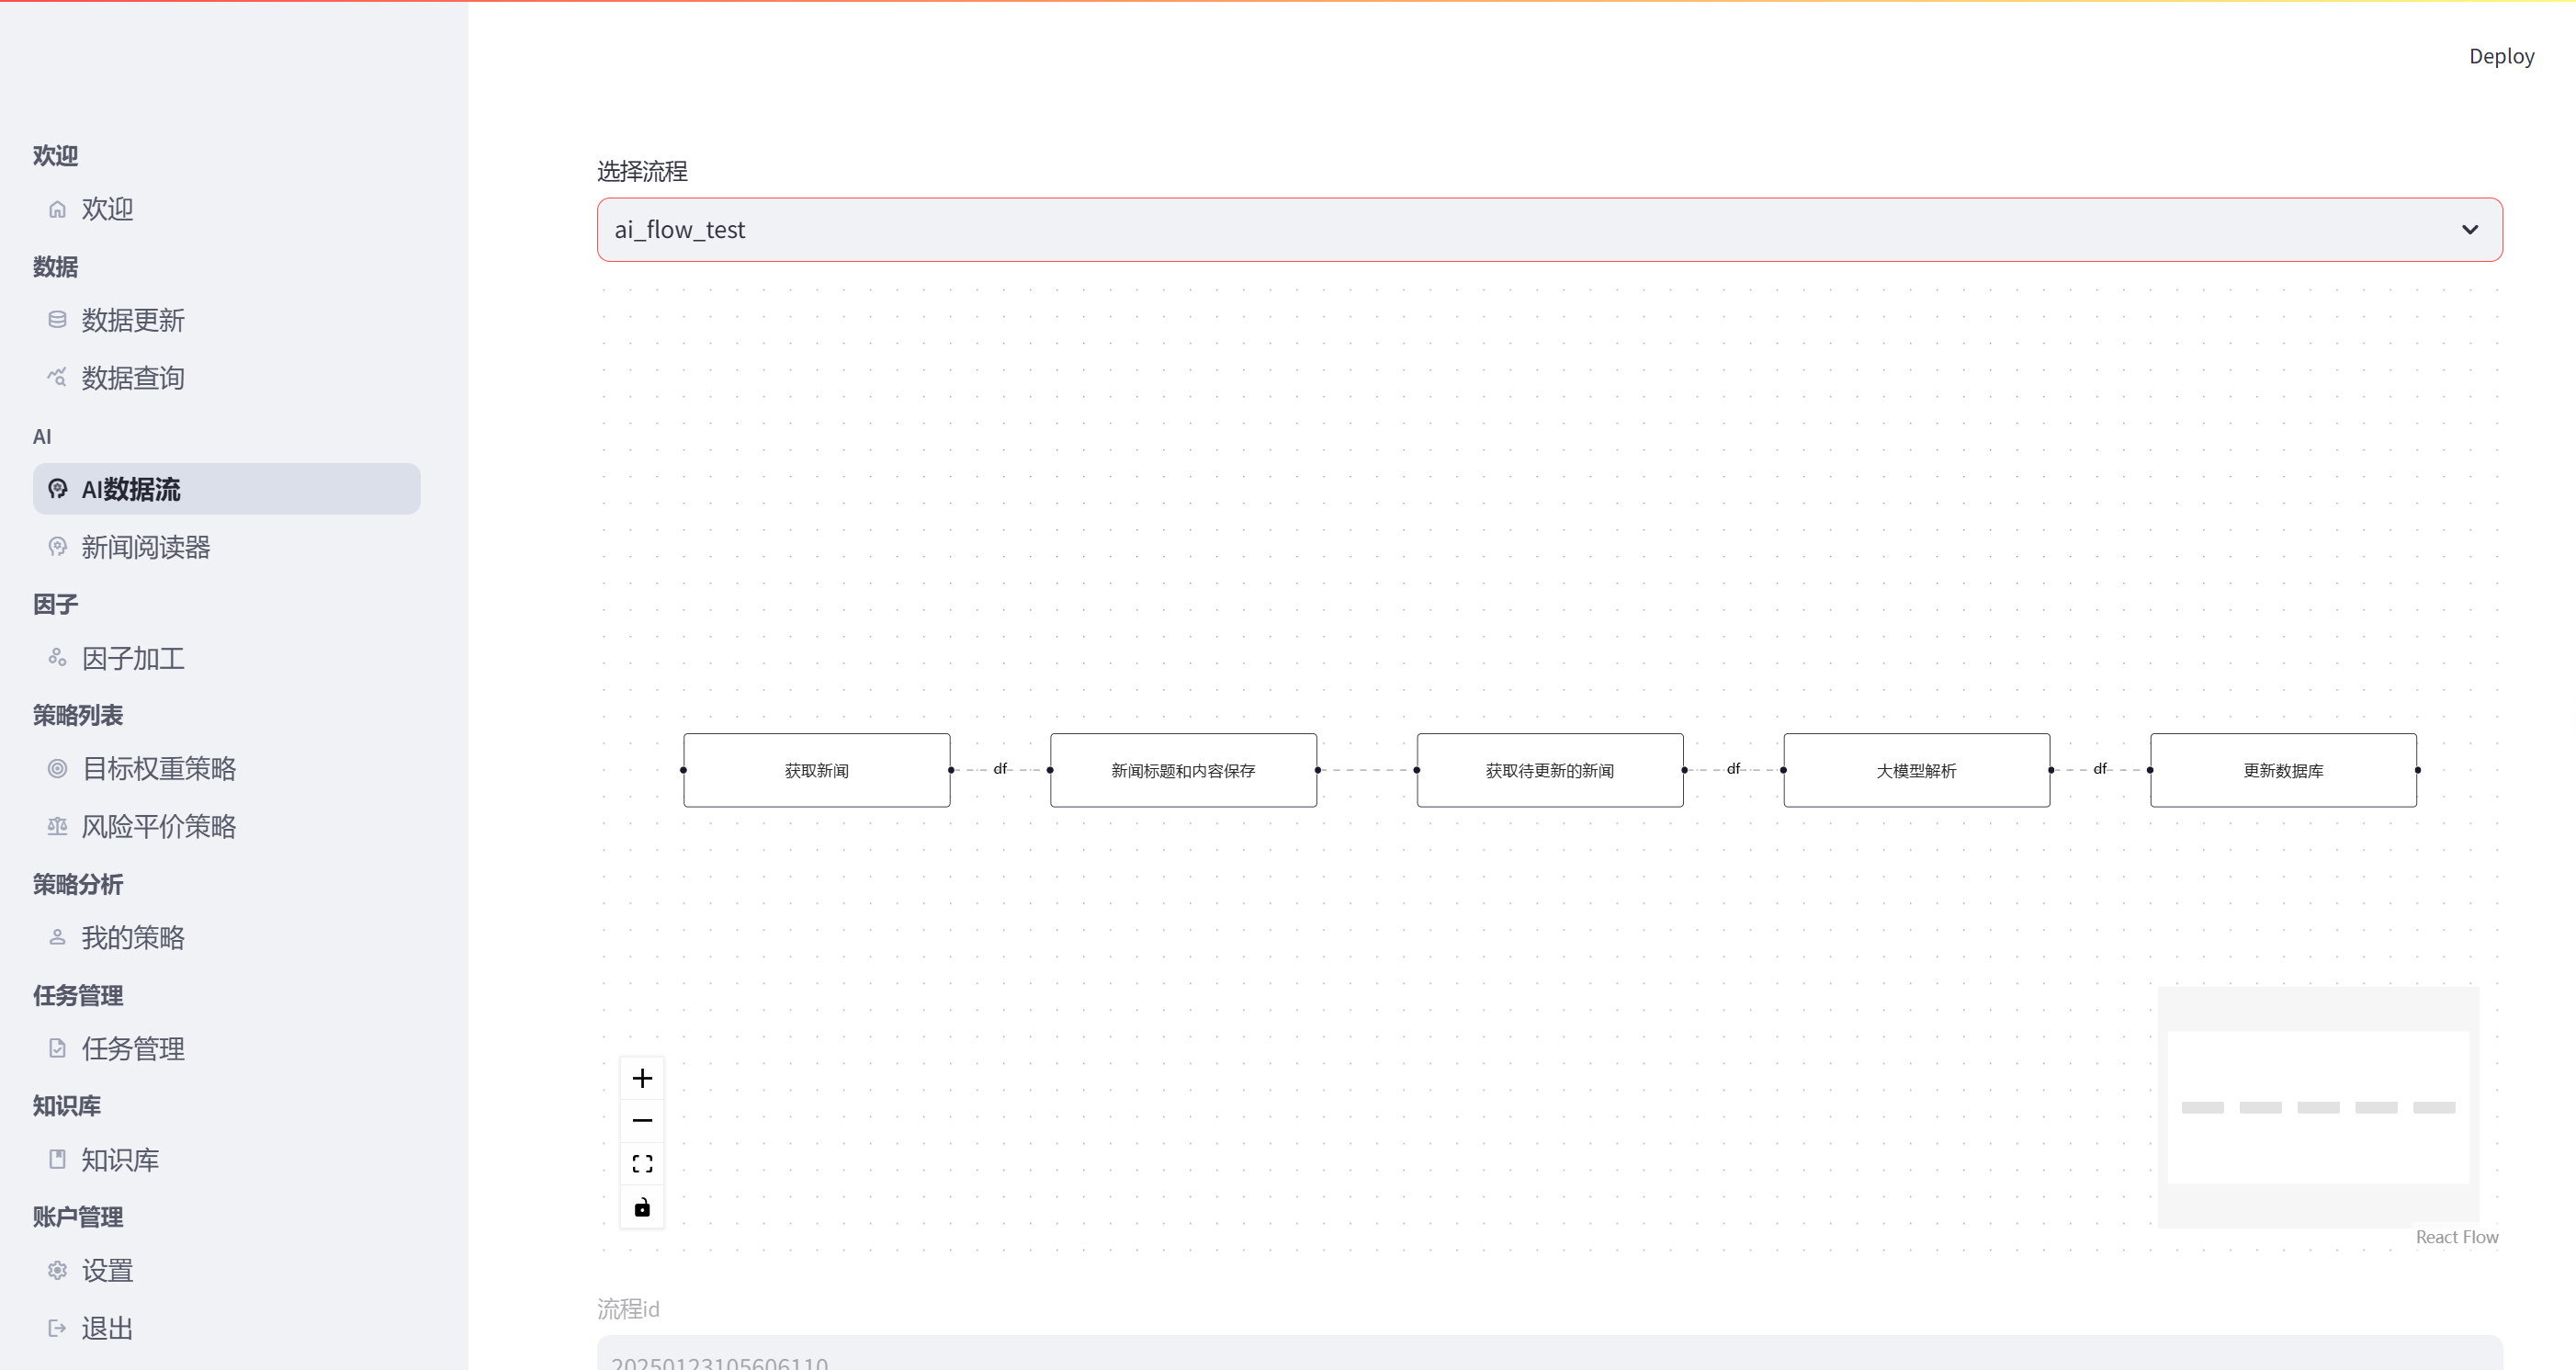 欢迎
欢迎
数据
数据更新
数据查询
AI
AI数据流
新闻阅读器
因子
因子加工
策略列表
目标权重策略
风险平价策略
策略分析
我的策略
任务管理
任务管理
知识库
知识库
账户管理
设置
退出
Deploy
选择流程
ai_flow_test
获取新闻
df
新闻标题和内容保存
获取待更新的新闻
df
大模型解析
df
更新数据库
React Flow
流程id
20250123105606110